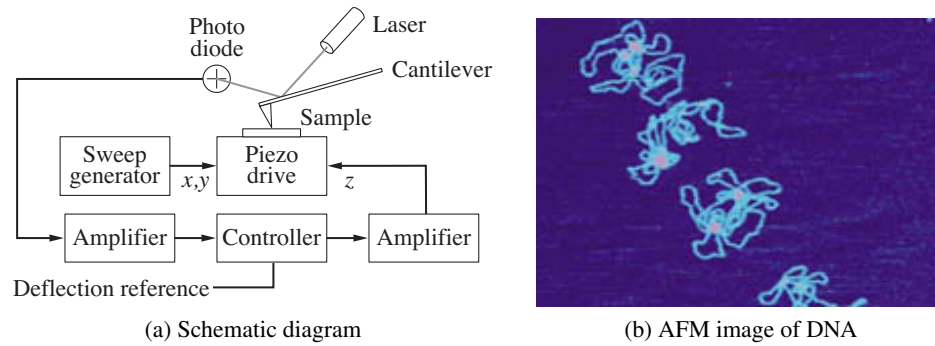 Photo
diode
Laser
Cantilever
Sample
Sweep
generator
x,y
Piezo
drive
z
Amplifier
Controller
Amplifier
Deflection reference
(a) Schematic diagram
(b) AFM image of DNA